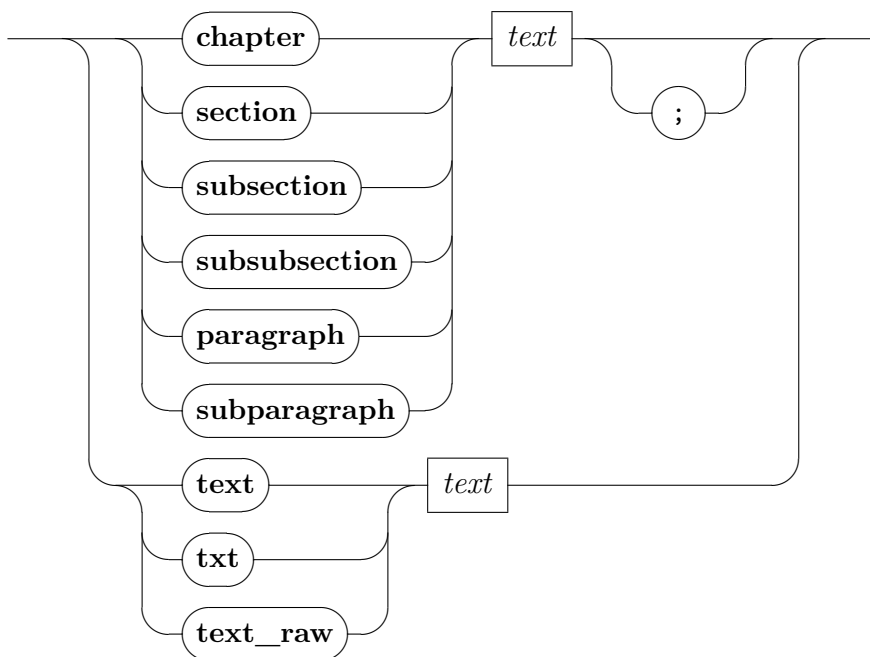 chapter text
section ;
subsection
subsubsection
paragraph
subparagraph
text text
txt
text_raw